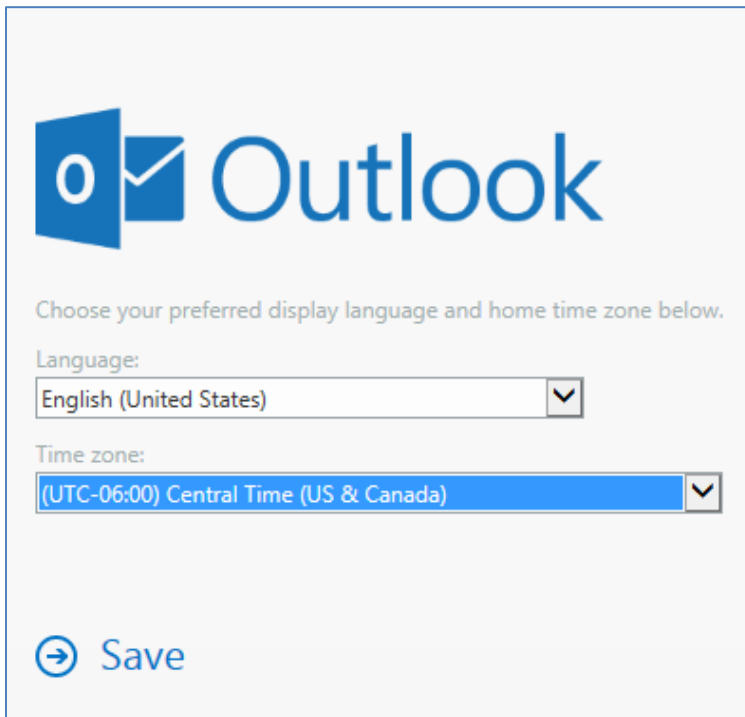 O Outlook
Choose your preferred display language and home time zone below.
Language:
English (United States)
Time zone:
(UTC-06:00) Central Time (US & Canada)
Save